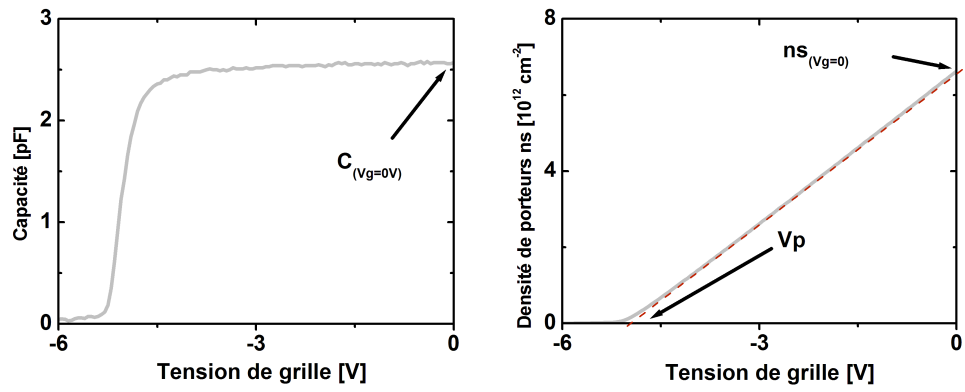 3
2
1
0
-6
-3
0
Capacité [pF]
Tension de grille [V]
C(Vg=0V)
8
4
0
-6
-3
0
Densité de porteurs ns [10¹² cm⁻²]
Tension de grille [V]
ns(Vg=0)
Vp